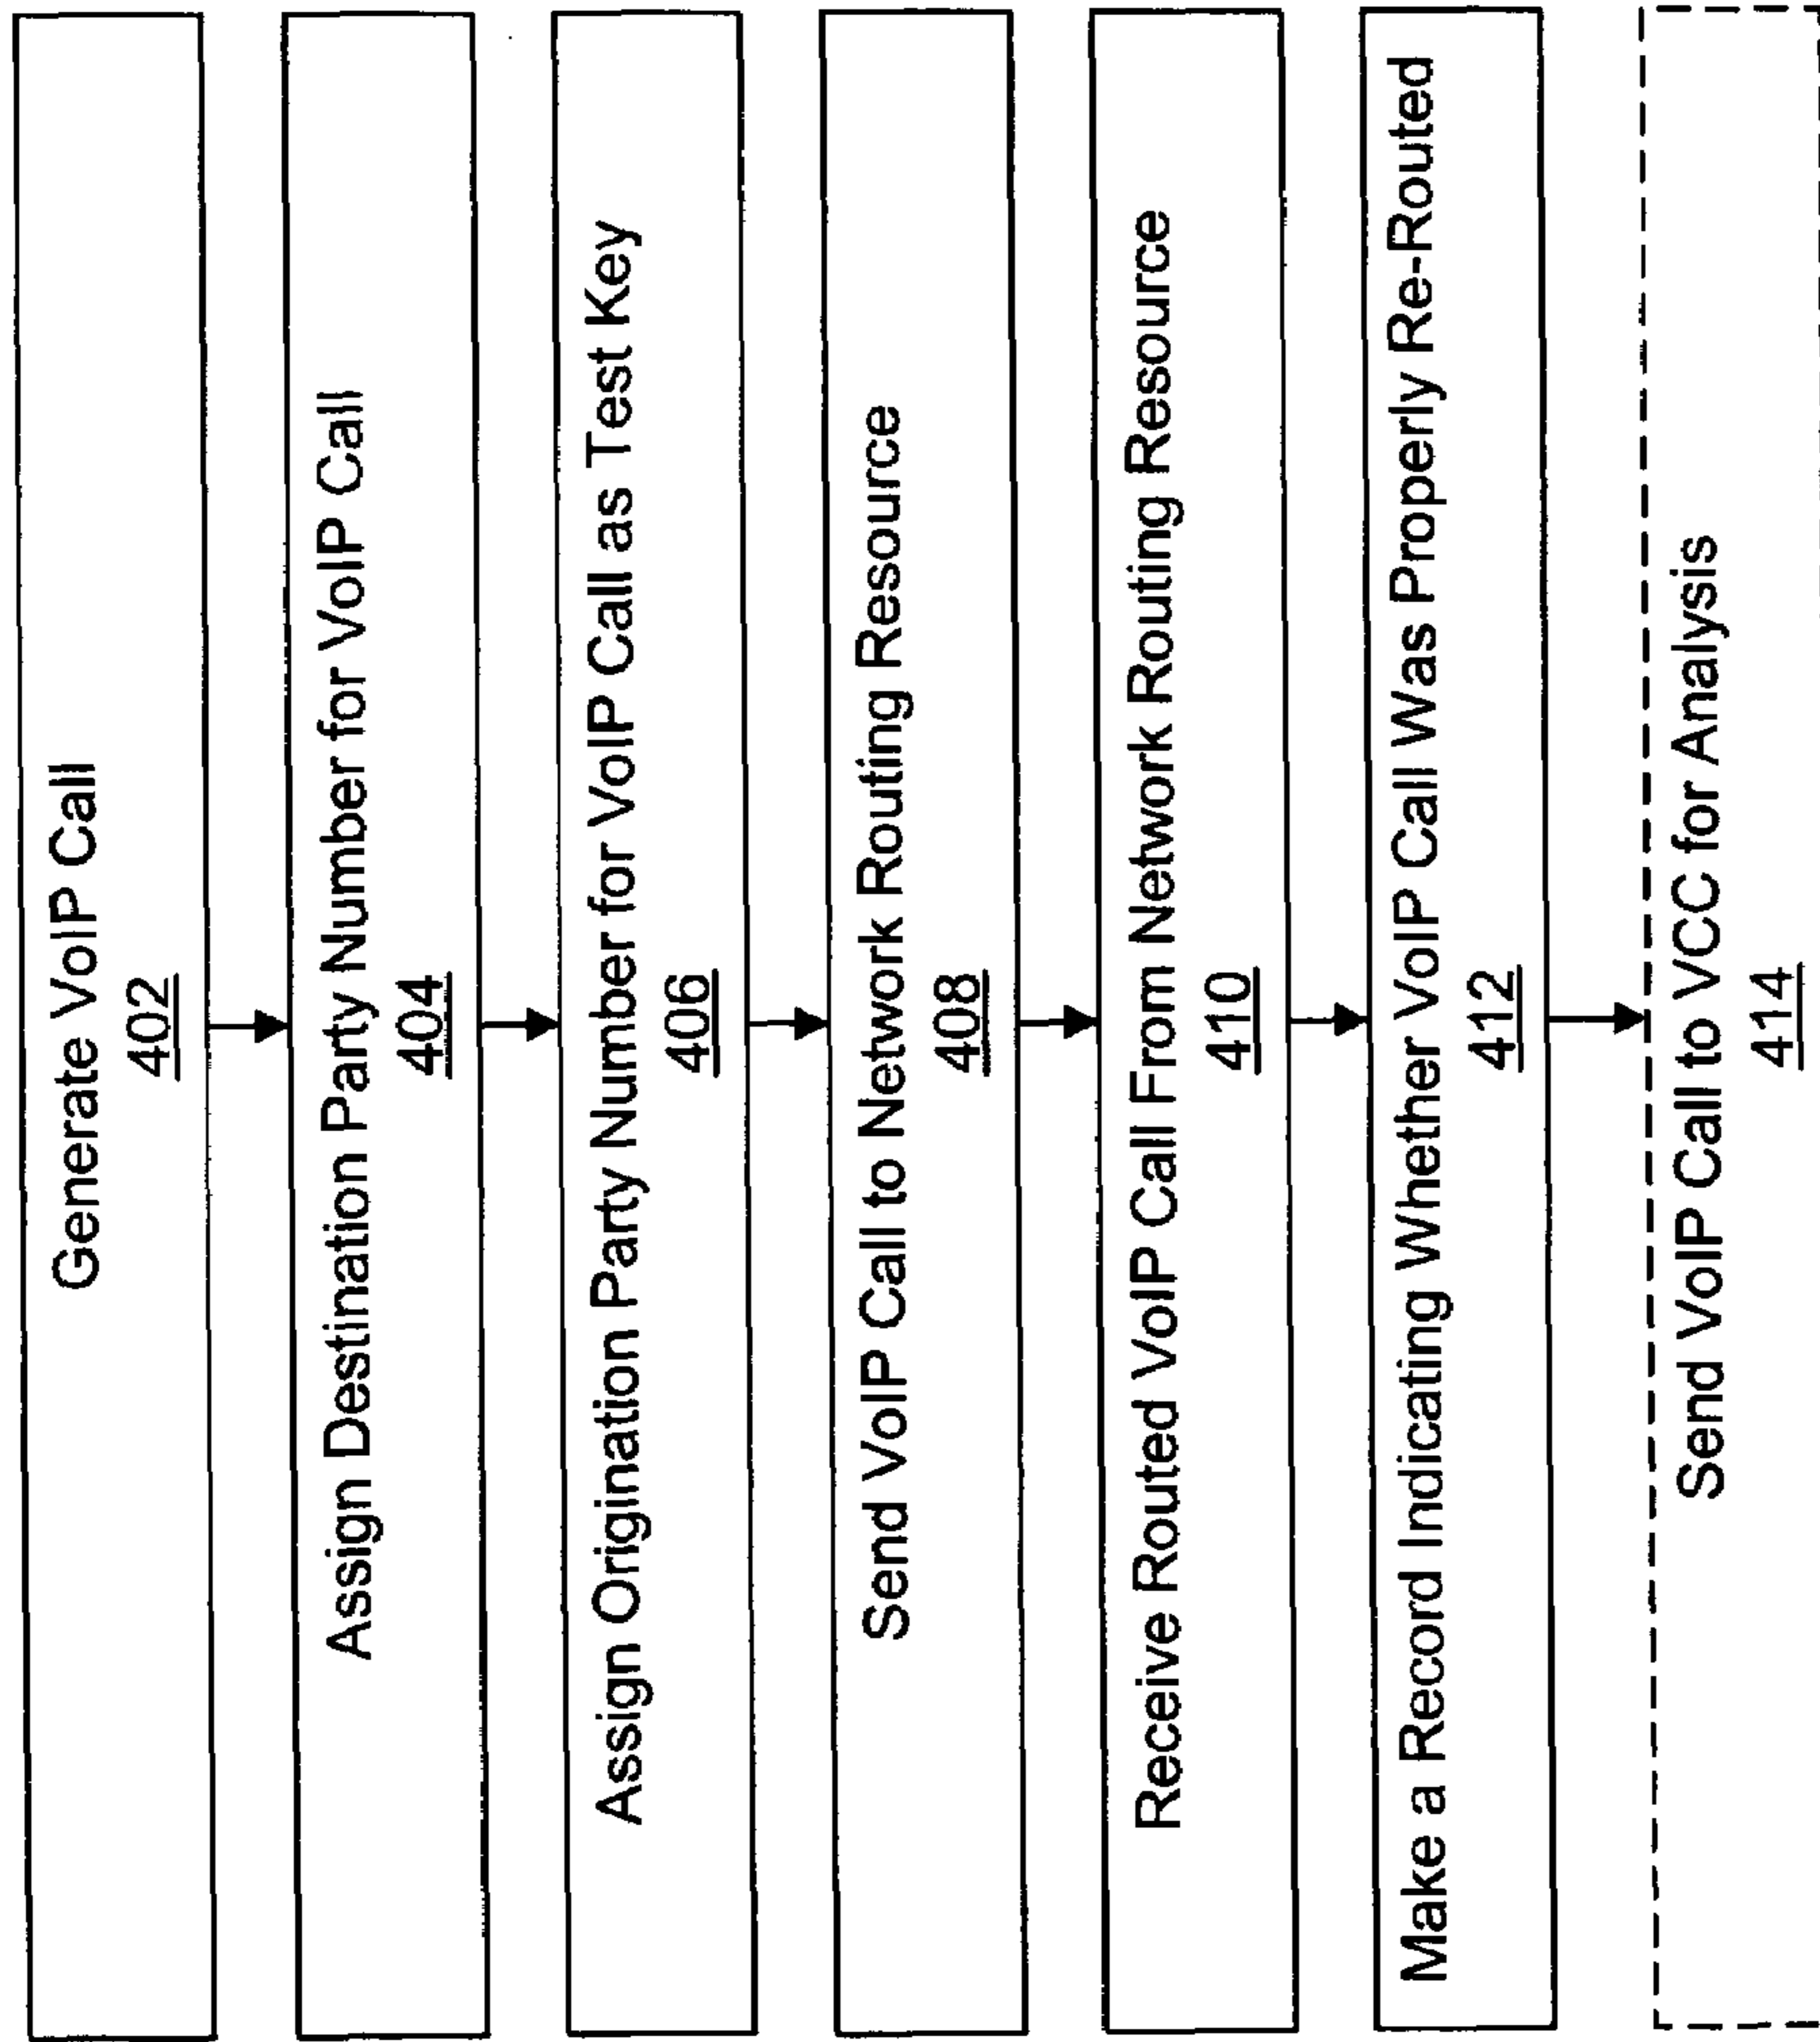 Generate VoIP Call
402
Assign Destination Party Number for VoIP Call
404
Assign Origination Party Number for VoIP Call as Test Key
406
Send VoIP Call to Network Routing Resource
408
Receive Routed VoIP Call From Network Routing Resource
410
Make a Record Indicating Whether VoIP Call Was Properly Re-Routed
412
Send VoIP Call to VCC for Analysis
414